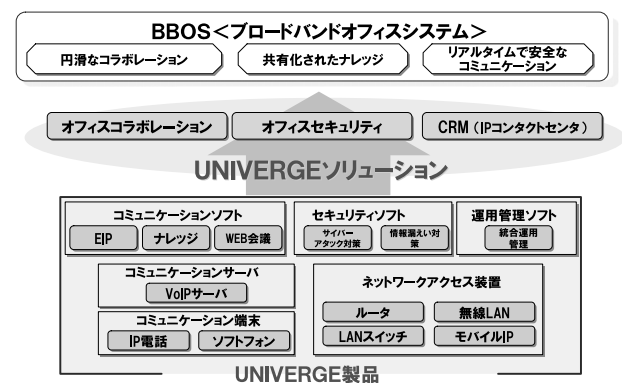 BBOS＜ブロードバンドオフィスシステム＞
円滑なコラボレーション
共有化されたナレッジ
リアルタイムで安全な
コミュニケーション
オフィスコラボレーション
オフィスセキュリティ
CRM（IPコンタクトセンタ）
UNIVERGEソリューション
コミュニケーションソフト
EIP
ナレッジ
WEB会議
セキュリティソフト
サイバー
アタック対策
情報漏えい対
策
運用管理ソフト
統合運用
管理
コミュニケーションサーバ
VoIPサーバ
コミュニケーション端末
IP電話
ソフトフォン
ネットワークアクセス装置
ルータ
無線LAN
LANスイッチ
モバイルIP
UNIVERGE製品